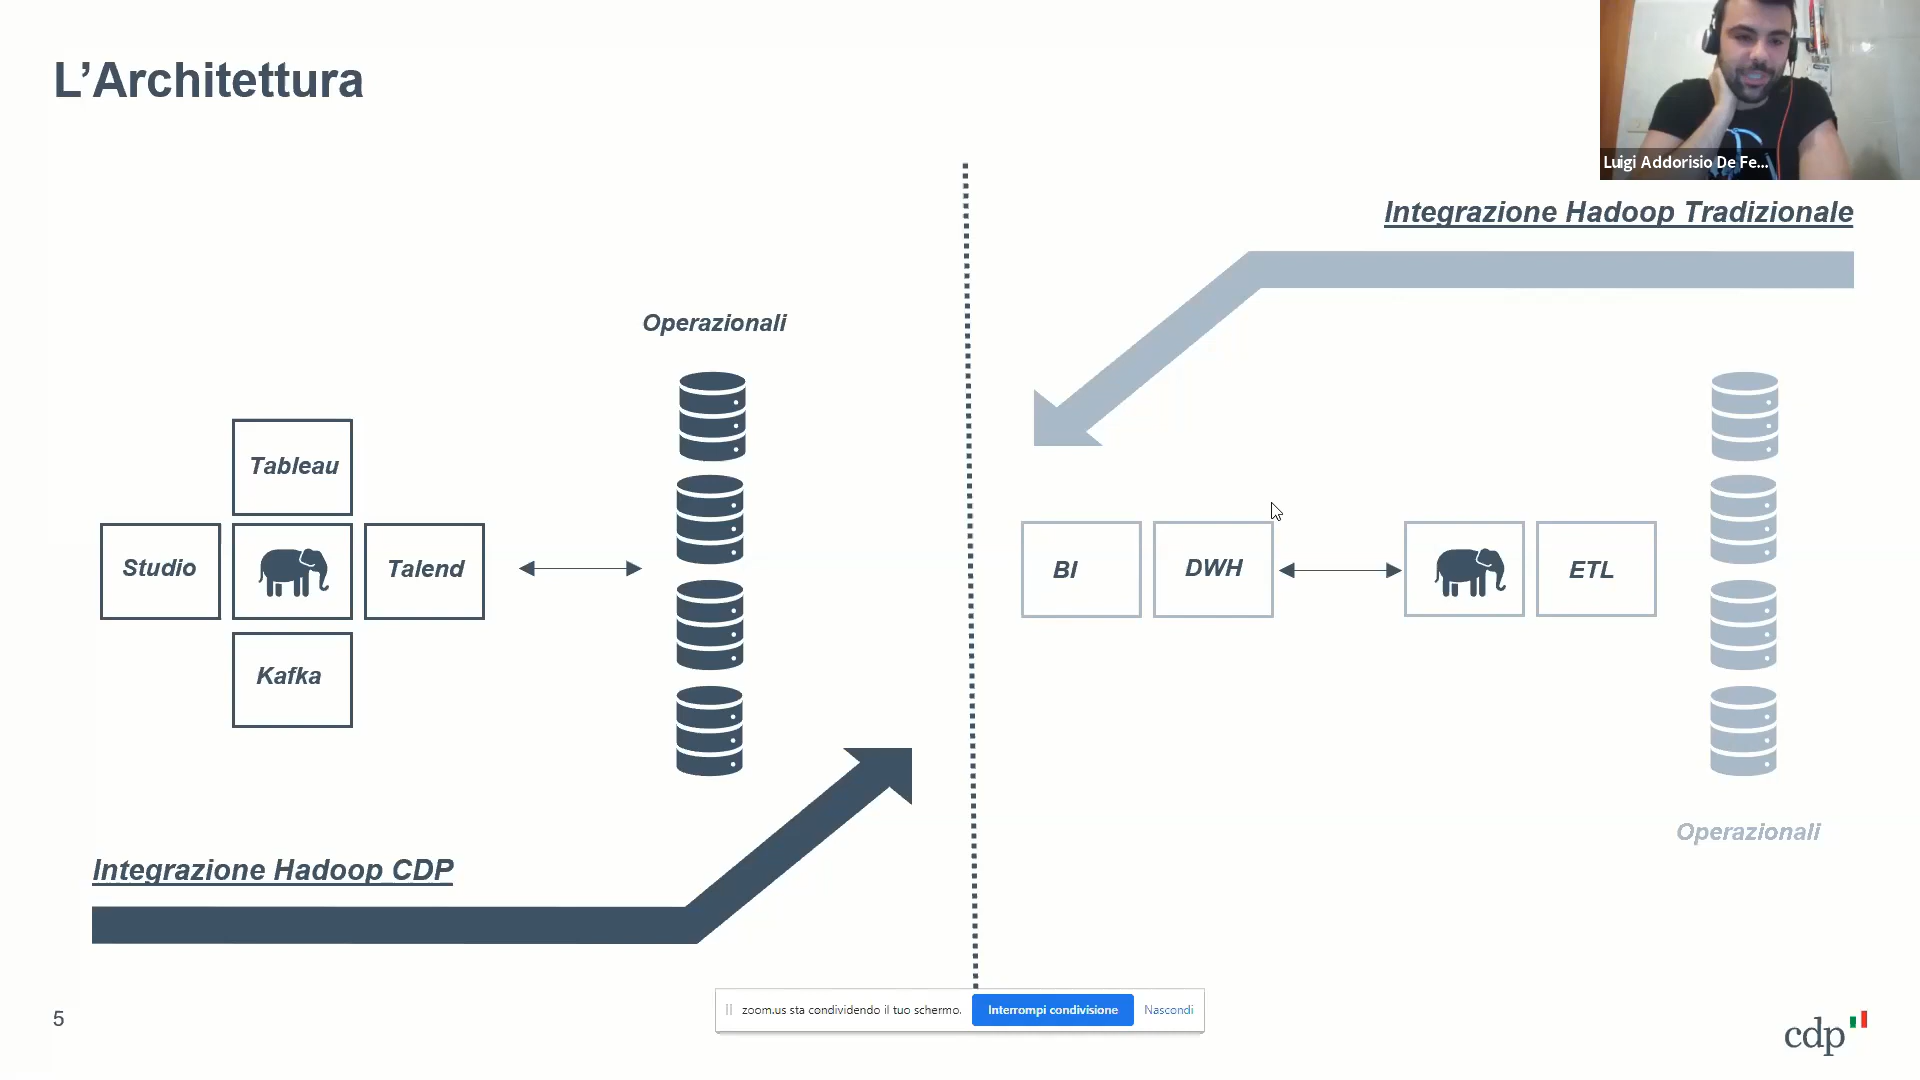 L’Architettura
Luigi Addorisio De Fe...
Integrazione Hadoop Tradizionale
Operazionali
Tableau
Studio
Talend
Kafka
BI
DWH
ETL
Operazionali
Integrazione Hadoop CDP
zoom.us sta condividendo il tuo schermo.
Interrompi condivisione
Nascondi
5
cdp